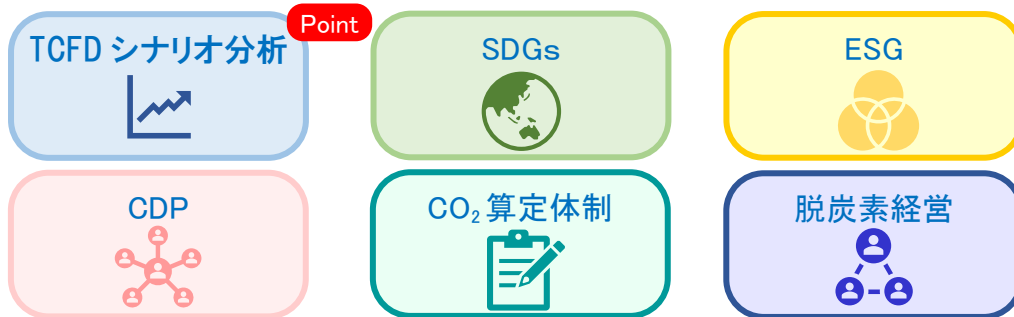 Point
TCFD シナリオ分析
SDGs
ESG
CDP
CO₂ 算定体制
脱炭素経営